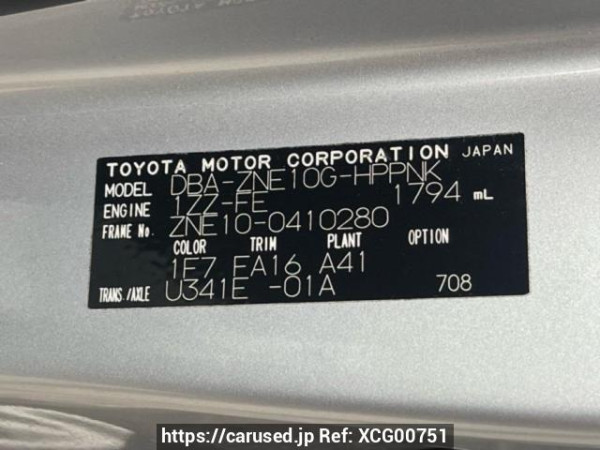 TOYOTA MOTOR CORPORATION JAPAN
MODEL DBA-ZNE10G-HPPNK
ENGINE 1ZZ-FE 1794 mL
FRAME No. ZNE10-0410280
COLOR TRIM PLANT OPTION
1E7 EA16 A41
TRANS./AXLE U341E -01A 708
https://carused.jp Ref: XCG00751